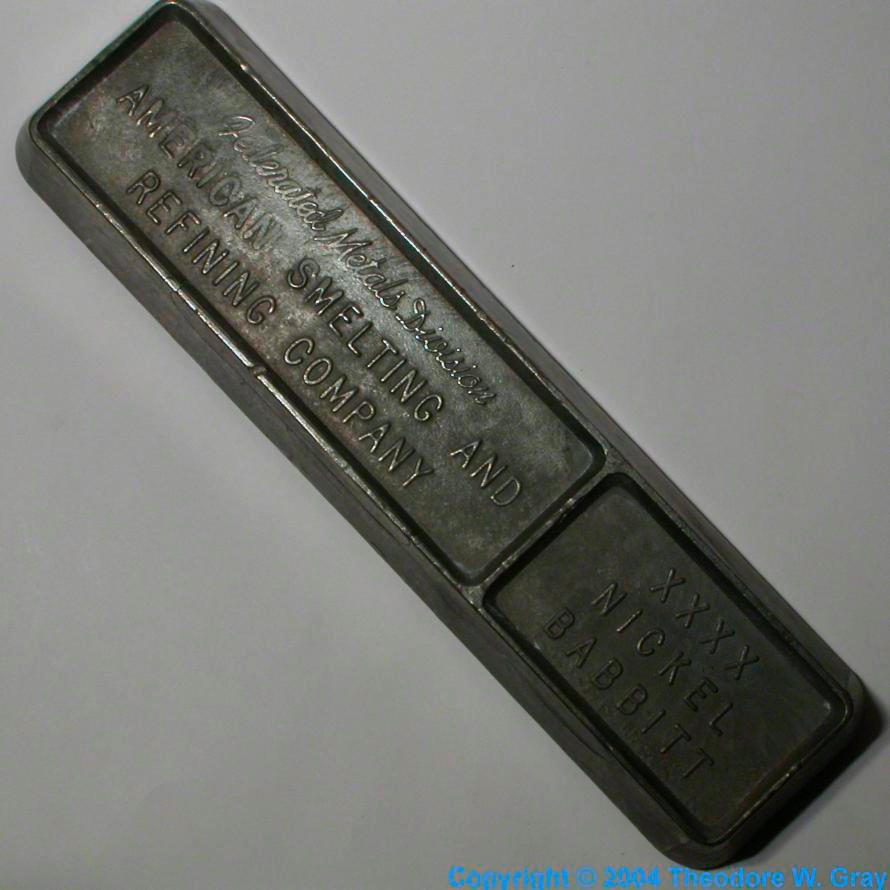 Federated Metals Division
AMERICAN SMELTING AND
REFINING COMPANY
XXXX
NICKEL
BABBITT
Copyright © 2004 Theodore W. Gray